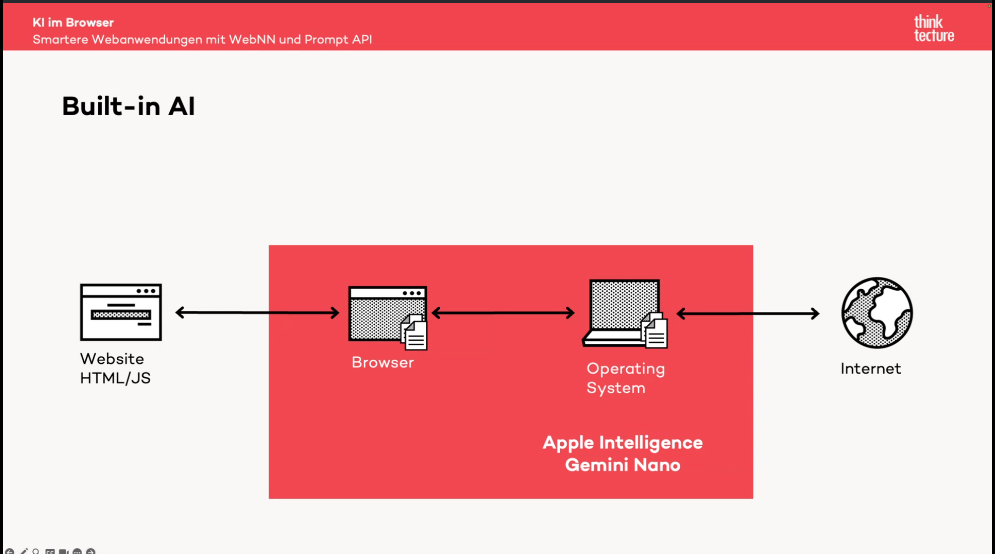 KI im Browser
Smartere Webanwendungen mit WebNN und Prompt API
think
tecture
Built-in AI
Website
HTML/JS
Browser
Operating
System
Internet
Apple Intelligence
Gemini Nano